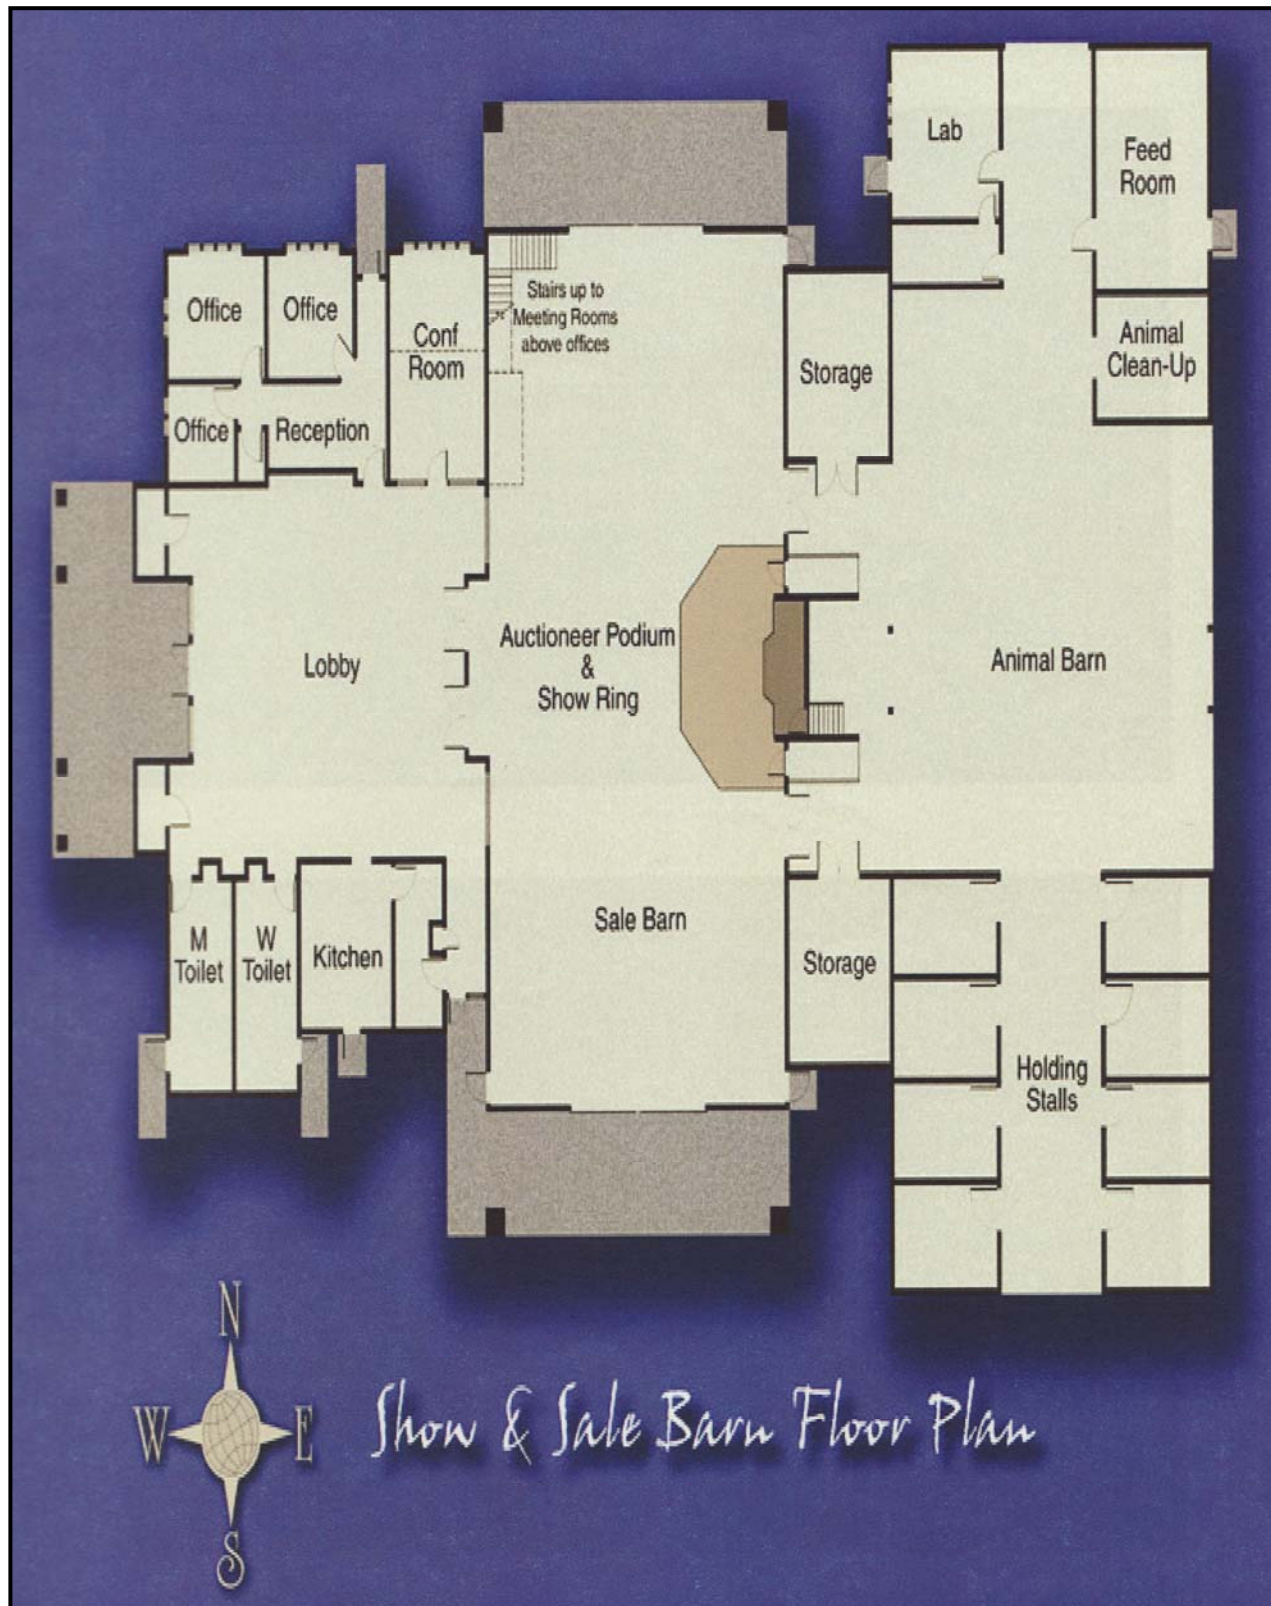 Lab
Feed
Room
Stairs up to
Meeting Rooms
above offices
Office
Office
Conf
Room
Animal
Clean-Up
Storage
Office
Reception
Auctioneer Podium
&
Show Ring
Lobby
Animal Barn
Sale Barn
M
Toilet
W
Toilet
Kitchen
Storage
Holding
Stalls
N
W
E
S
Show & Sale Barn Floor Plan